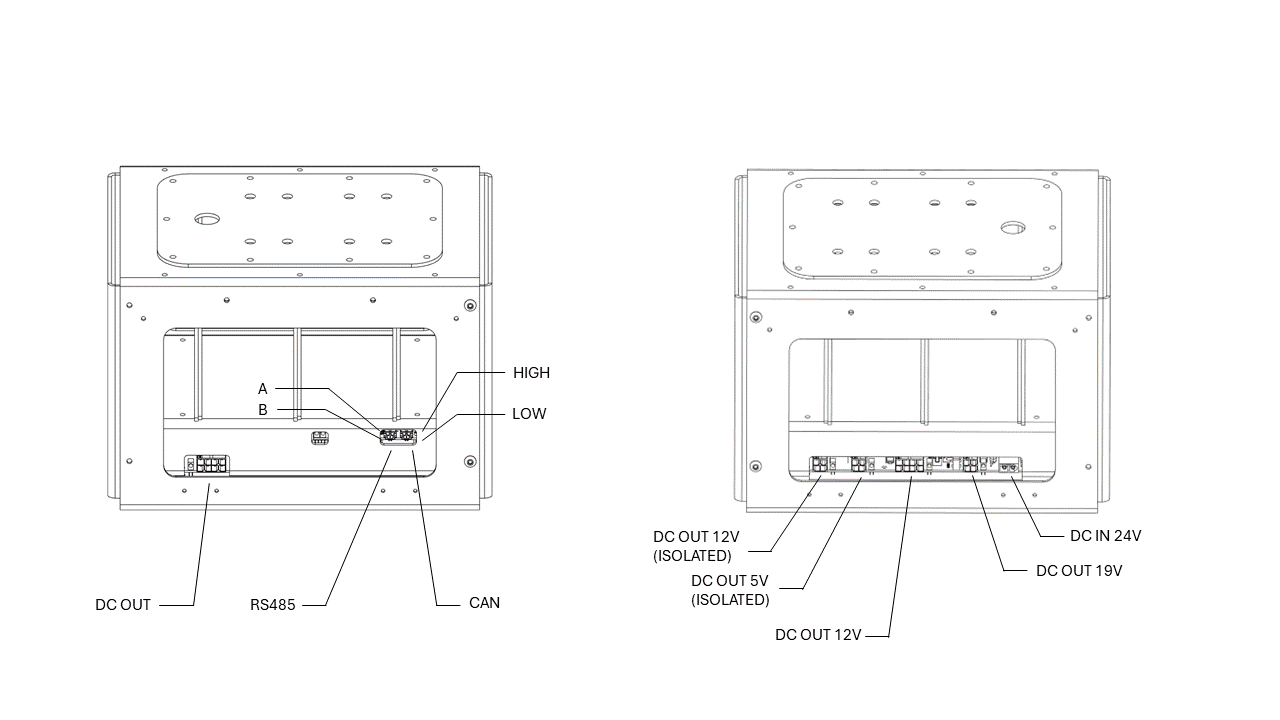 HIGH
A
B
LOW
DC OUT
RS485
CAN
DC OUT 12V
(ISOLATED)
DC OUT 5V
(ISOLATED)
DC OUT 12V
DC IN 24V
DC OUT 19V